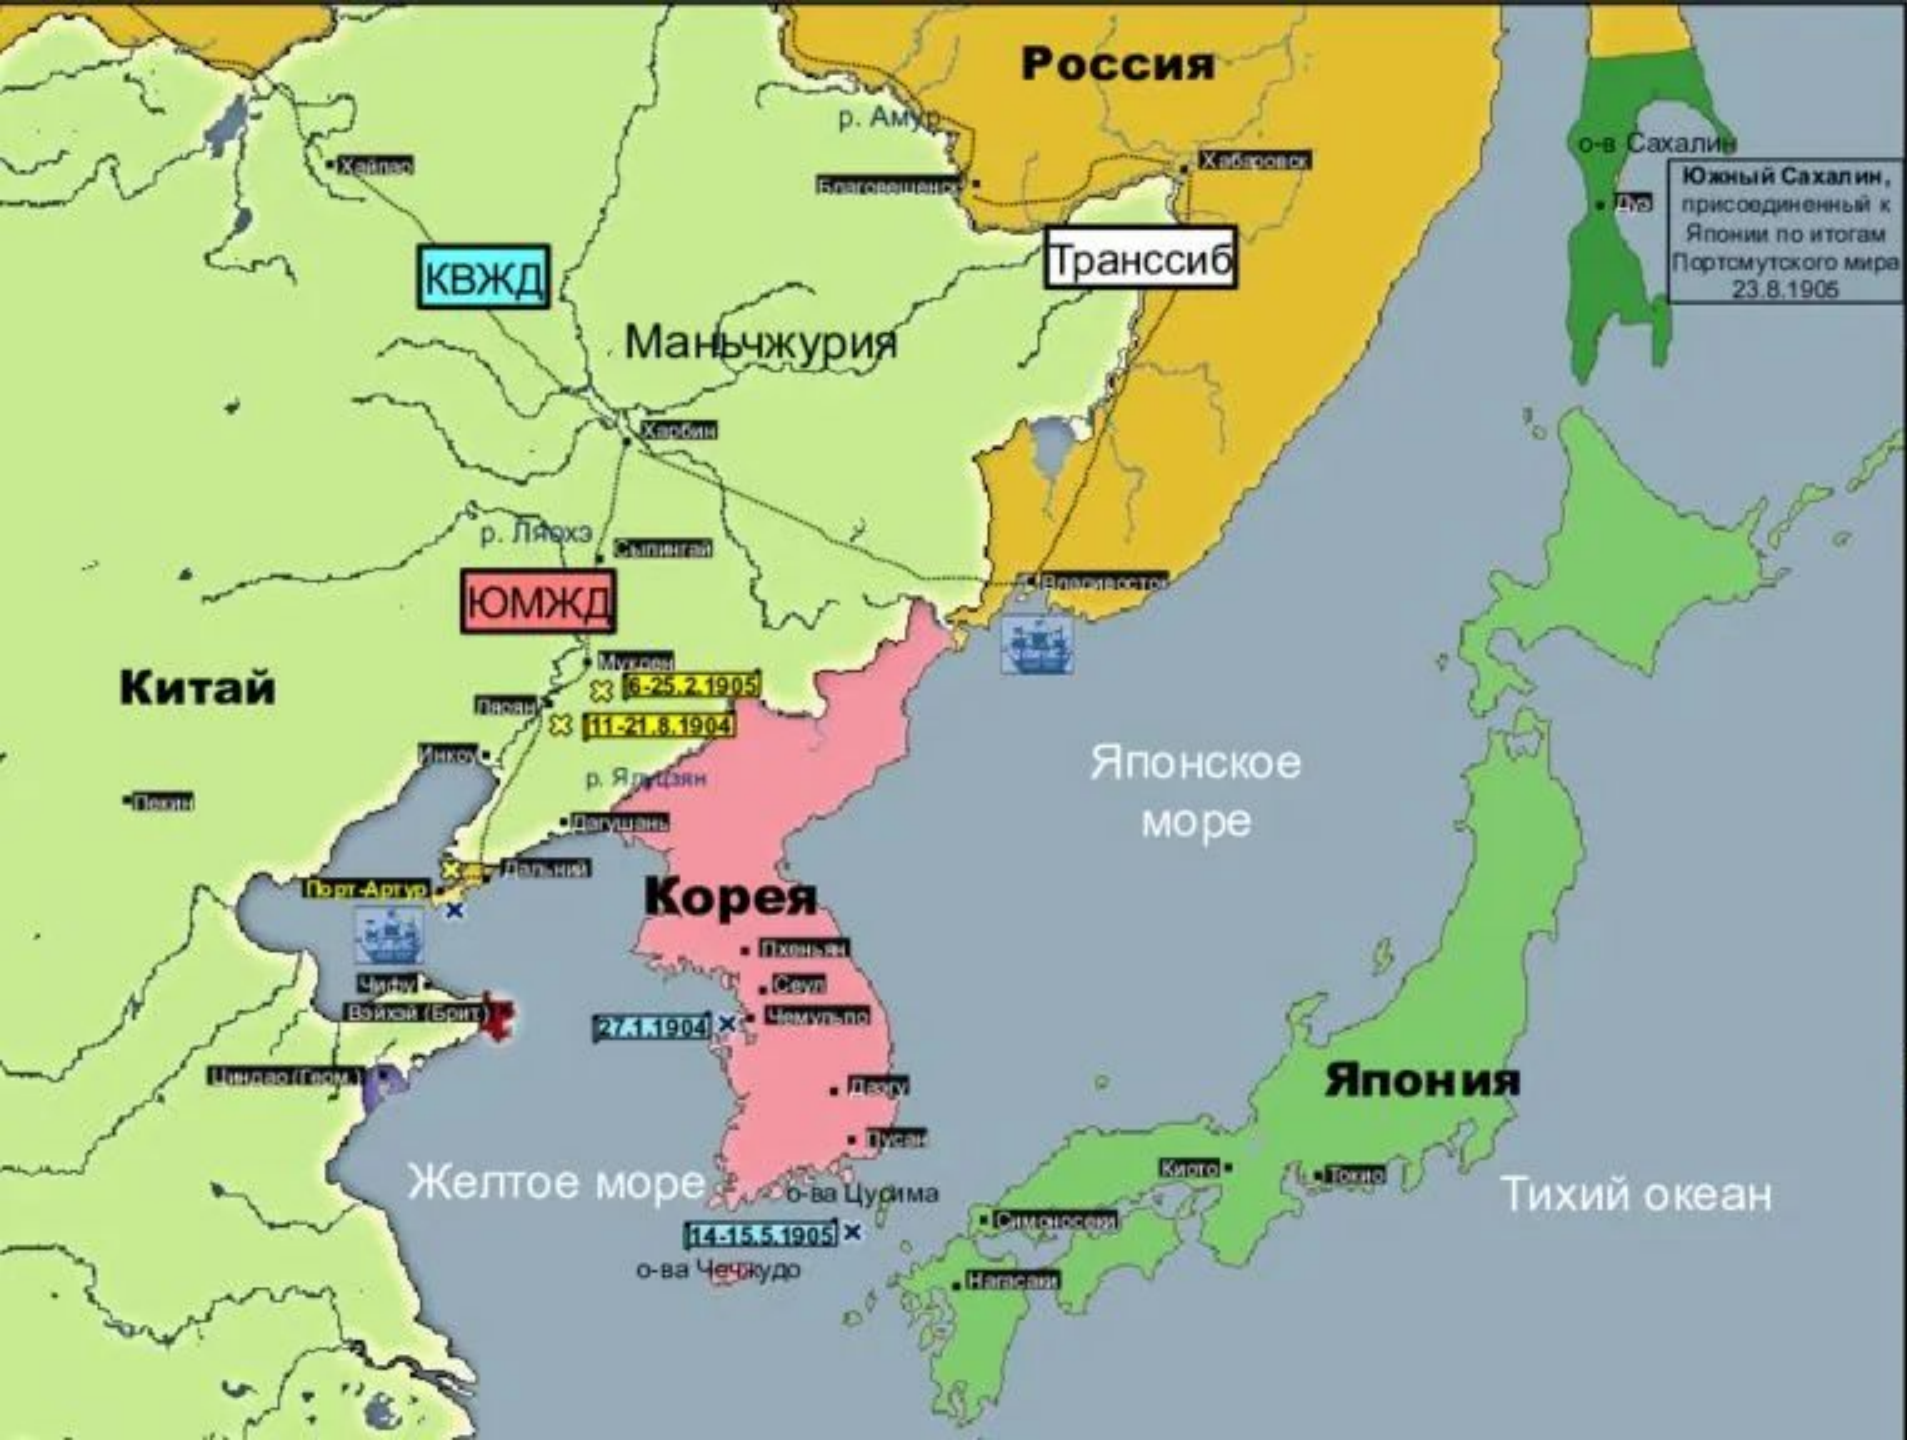 Россия
р. Амур
о-в Сахалин
Хайлар
Хабаровск
Благовещенск
Южный Сахалин,
присоединенный к
Японии по итогам
Портсмутского мира
23.8.1905
Дуэ
КВЖД
Транссиб
Маньчжурия
Харбин
р. Ляохэ
Сыпингай
Владивосток
ЮМЖД
Мукден
6-25.2.1905
Китай
Ляоян
11-21.8.1904
Инкоу
Японское
море
р. Ялуцзян
Пекин
Дагушань
Дальний
Порт-Артур
Корея
Пхеньян
Чифу
Сеул
Вэйхэй (Брит.)
Чемульпо
27.1.1904
Циндао (Герм.)
Дэгу
Япония
Пусан
Киото
Токио
Желтое море
о-ва Цусима
Тихий океан
Симоносеки
14-15.5.1905
о-ва Чечжудо
Нагасаки